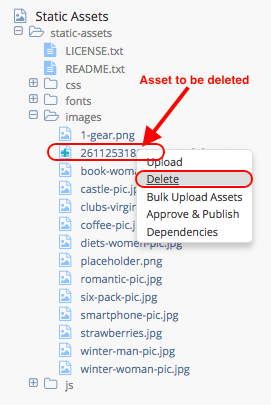 Static Assets
static-assets
LICENSE.txt
README.txt
Asset to be deleted
css
fonts
images
1-gear.png
261125318
Upload
book-wom
Delete
castle-pic.jpg
Bulk Upload Assets
clubs-virgin
Approve & Publish
coffee-pic.j
Dependencies
diets-women-pic.jpg
placeholder.png
romantic-pic.jpg
six-pack-pic.jpg
smartphone-pic.jpg
strawberries.jpg
winter-man-pic.jpg
winter-woman-pic.jpg
js